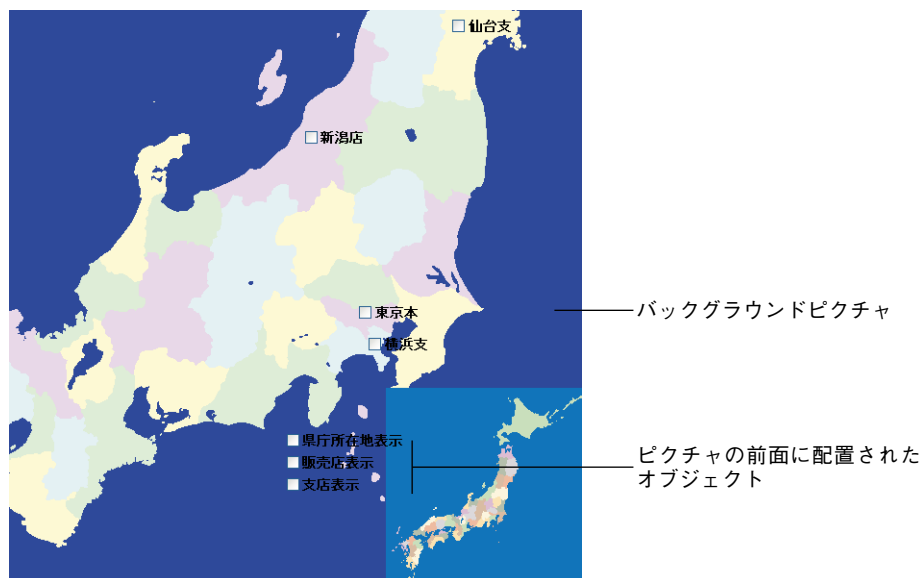 仙台支
新潟店
東京本
横浜支
県庁所在地表示
販売店表示
支店表示
バックグラウンドピクチャ
ピクチャの前面に配置された
オブジェクト